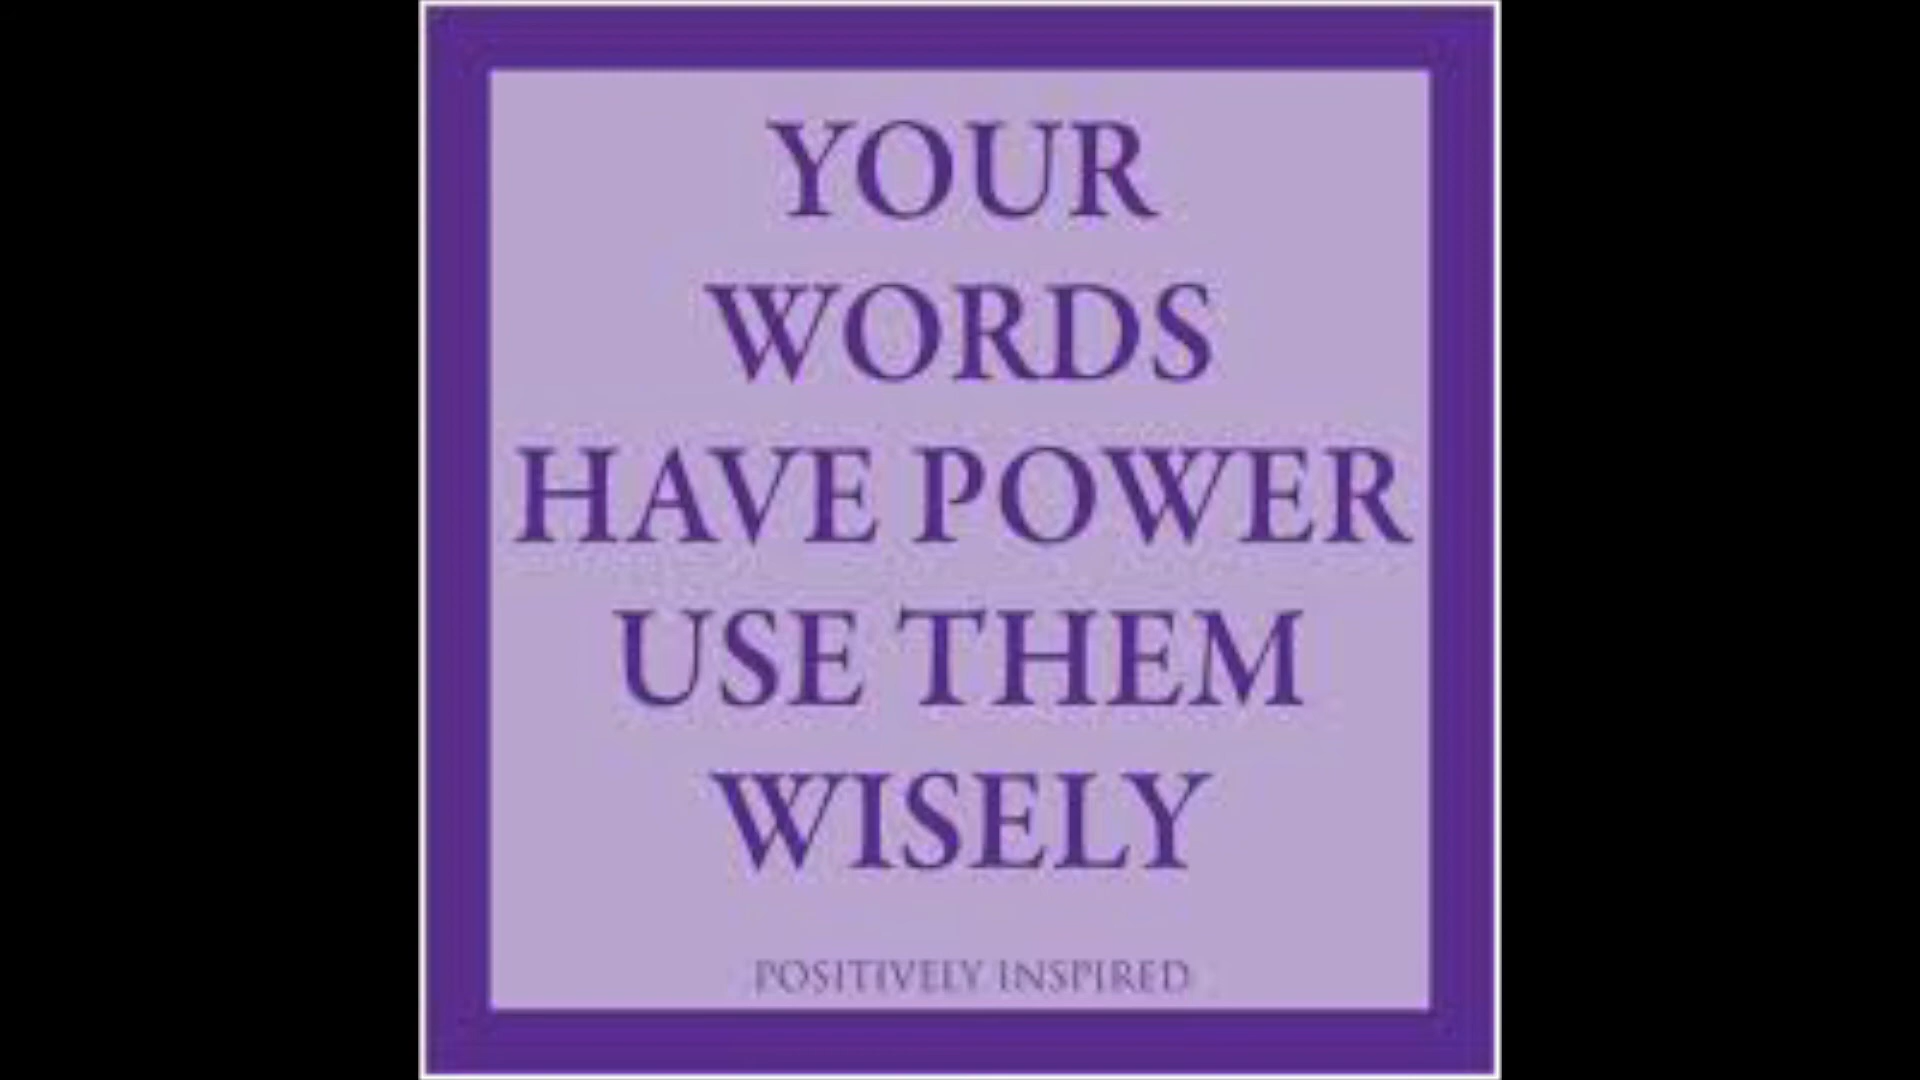 YOUR
WORDS
HAVE POWER
USE THEM
WISELY
POSITIVELY INSPIRED